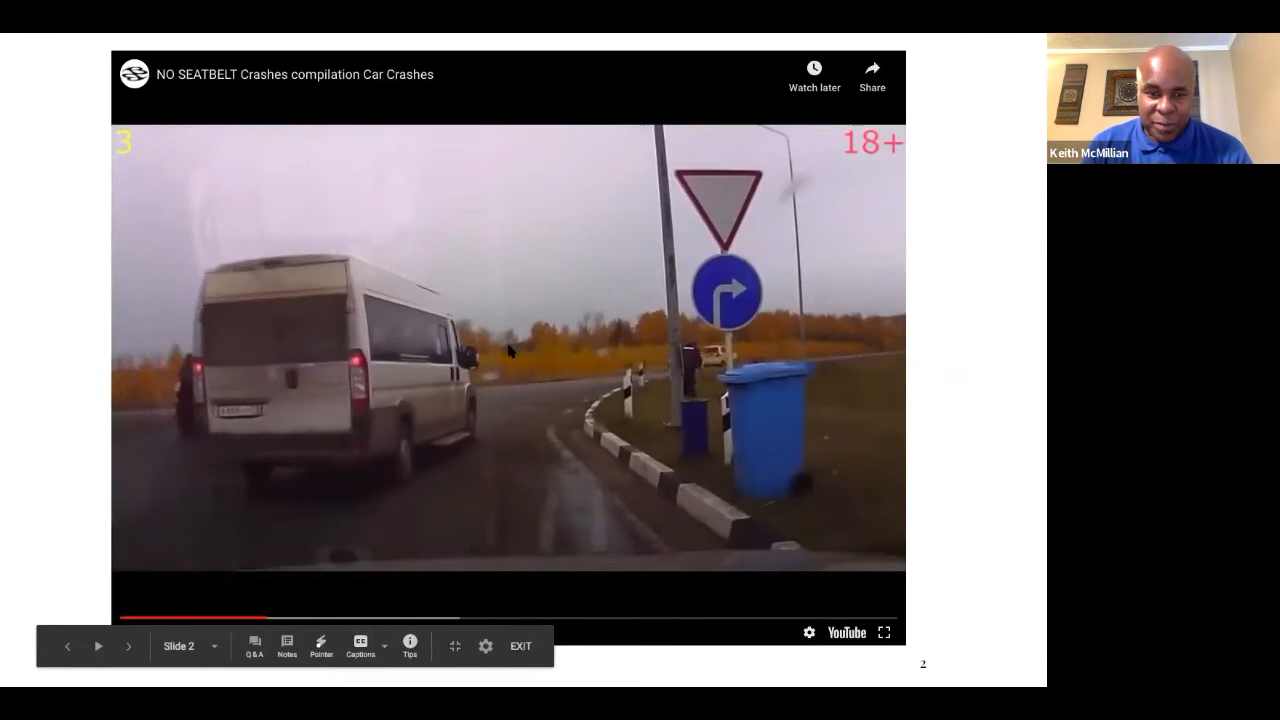 NO SEATBELT Crashes compilation Car Crashes
Watch later
Share
3
18+
Keith McMillian
Slide 2
Q & A
Notes
Pointer
CC
Captions
Tips
EXIT
YouTube
2